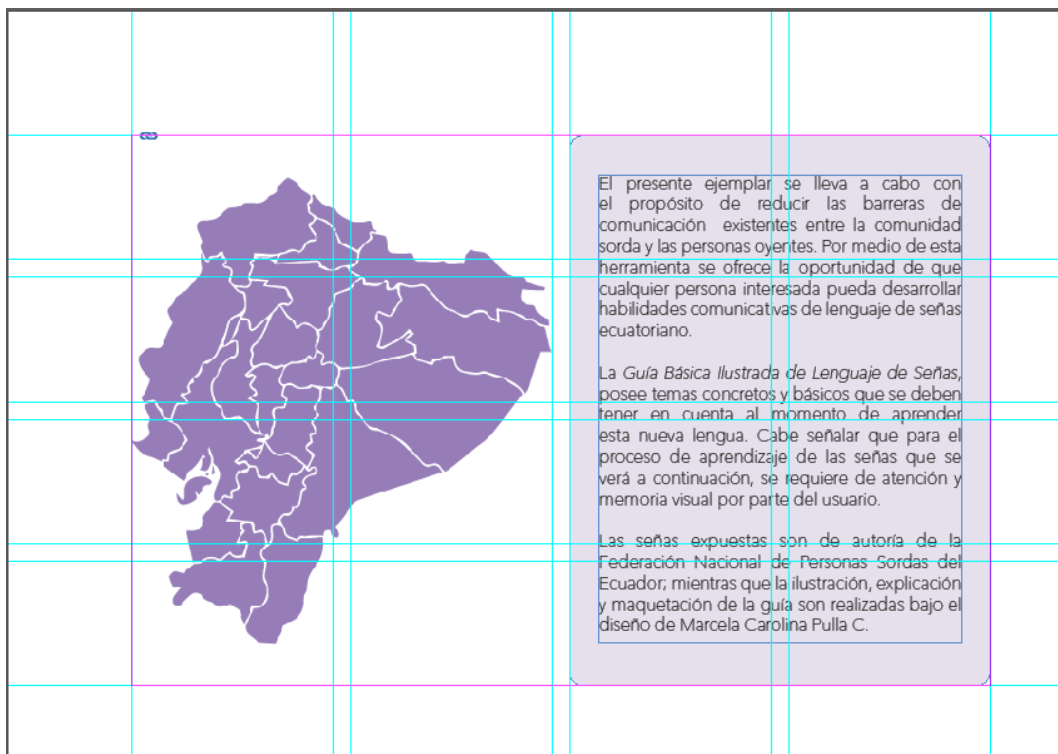 El presente ejemplar se lleva a cabo con
el propósito de reducir las barreras de
comunicación existentes entre la comunidad
sorda y las personas oyentes. Por medio de esta
herramienta se ofrece la oportunidad de que
cualquier persona interesada pueda desarrollar
habilidades comunicativas de lenguaje de señas
ecuatoriano.
La Guía Básica Ilustrada de Lenguaje de Señas,
posee temas concretos y básicos que se deben
tener en cuenta al momento de aprender
esta nueva lengua. Cabe señalar que para el
proceso de aprendizaje de las señas que se
verá a continuación, se requiere de atención y
memoria visual por parte del usuario.
Las señas expuestas son de autoría de la
Federación Nacional de Personas Sordas del
Ecuador; mientras que la ilustración, explicación
y maquetación de la guía son realizadas bajo el
diseño de Marcela Carolina Pulla C.